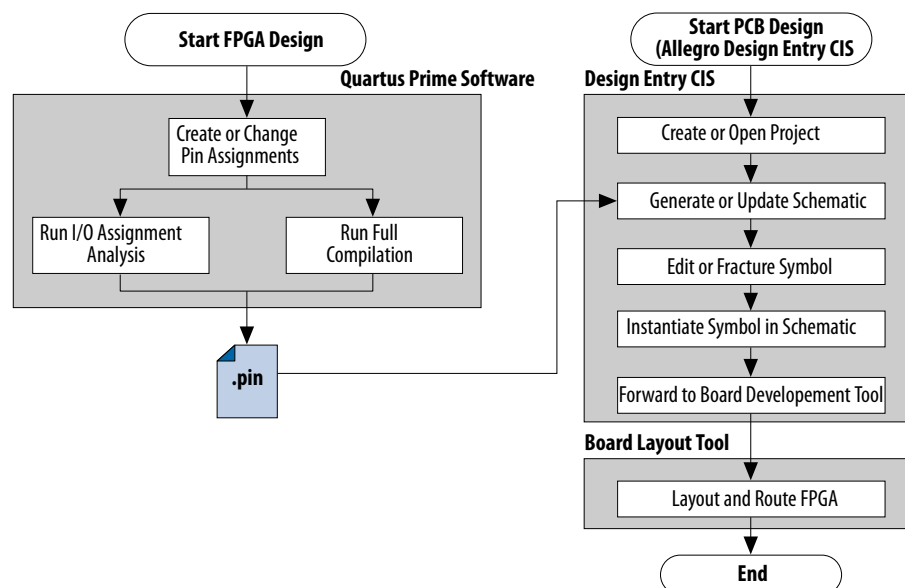 Start FPGA Design
Quartus Prime Software
Create or Change
Pin Assignments
Run I/O Assignment
Analysis
Run Full
Compilation
.pin
Start PCB Design
(Allegro Design Entry CIS
Design Entry CIS
Create or Open Project
Generate or Update Schematic
Edit or Fracture Symbol
Instantiate Symbol in Schematic
Forward to Board Developement Tool
Board Layout Tool
Layout and Route FPGA
End